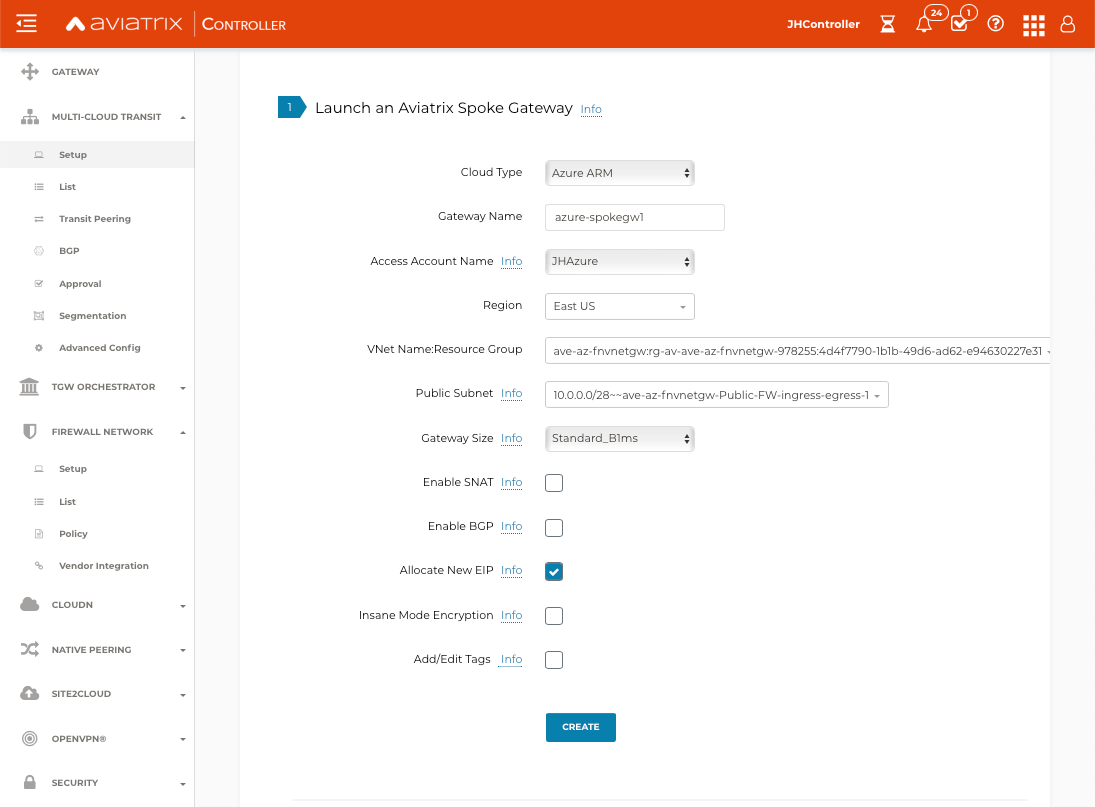 AVIATRIX CONTROLLER
JHController
24
1
GATEWAY
MULTI-CLOUD TRANSIT
Setup
List
Transit Peering
BGP
Approval
Segmentation
Advanced Config
TGW ORCHESTRATOR
FIREWALL NETWORK
Setup
List
Policy
Vendor Integration
CLOUDN
NATIVE PEERING
SITE2CLOUD
OPENVPN®
SECURITY
1 Launch an Aviatrix Spoke Gateway Info
Cloud Type Azure ARM
Gateway Name azure-spokegw1
Access Account Name Info JHAzure
Region East US
VNet Name:Resource Group ave-az-fnvnetgw:rg-av-ave-az-fnvnetgw-978255:4d4f7790-1b1b-49d6-ad62-e94630227e31
Public Subnet Info 10.0.0.0/28~~ave-az-fnvnetgw-Public-FW-ingress-egress-1
Gateway Size Info Standard_B1ms
Enable SNAT Info
Enable BGP Info
Allocate New EIP Info
Insane Mode Encryption Info
Add/Edit Tags Info
CREATE